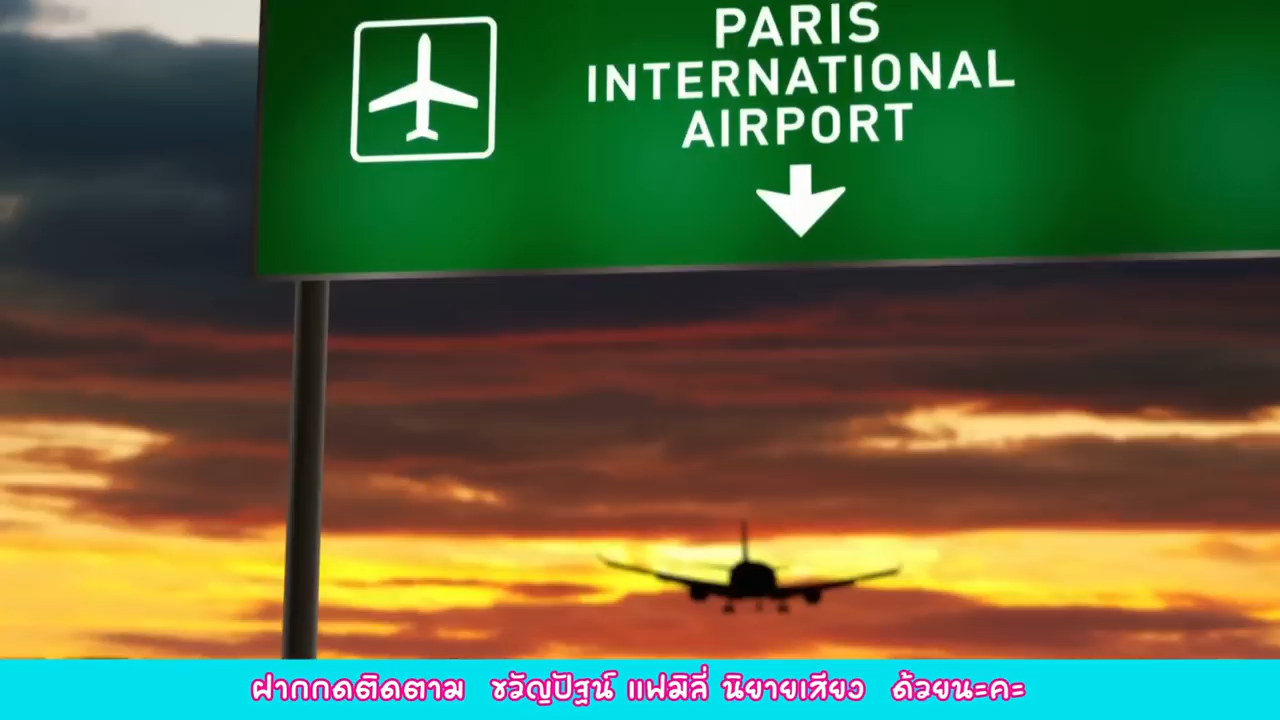 PARIS
INTERNATIONAL
AIRPORT
ฝากกดติดตาม ขวัญปัฐน์ แฟมิลี่ นิยายเสียง ด้วยนะคะ